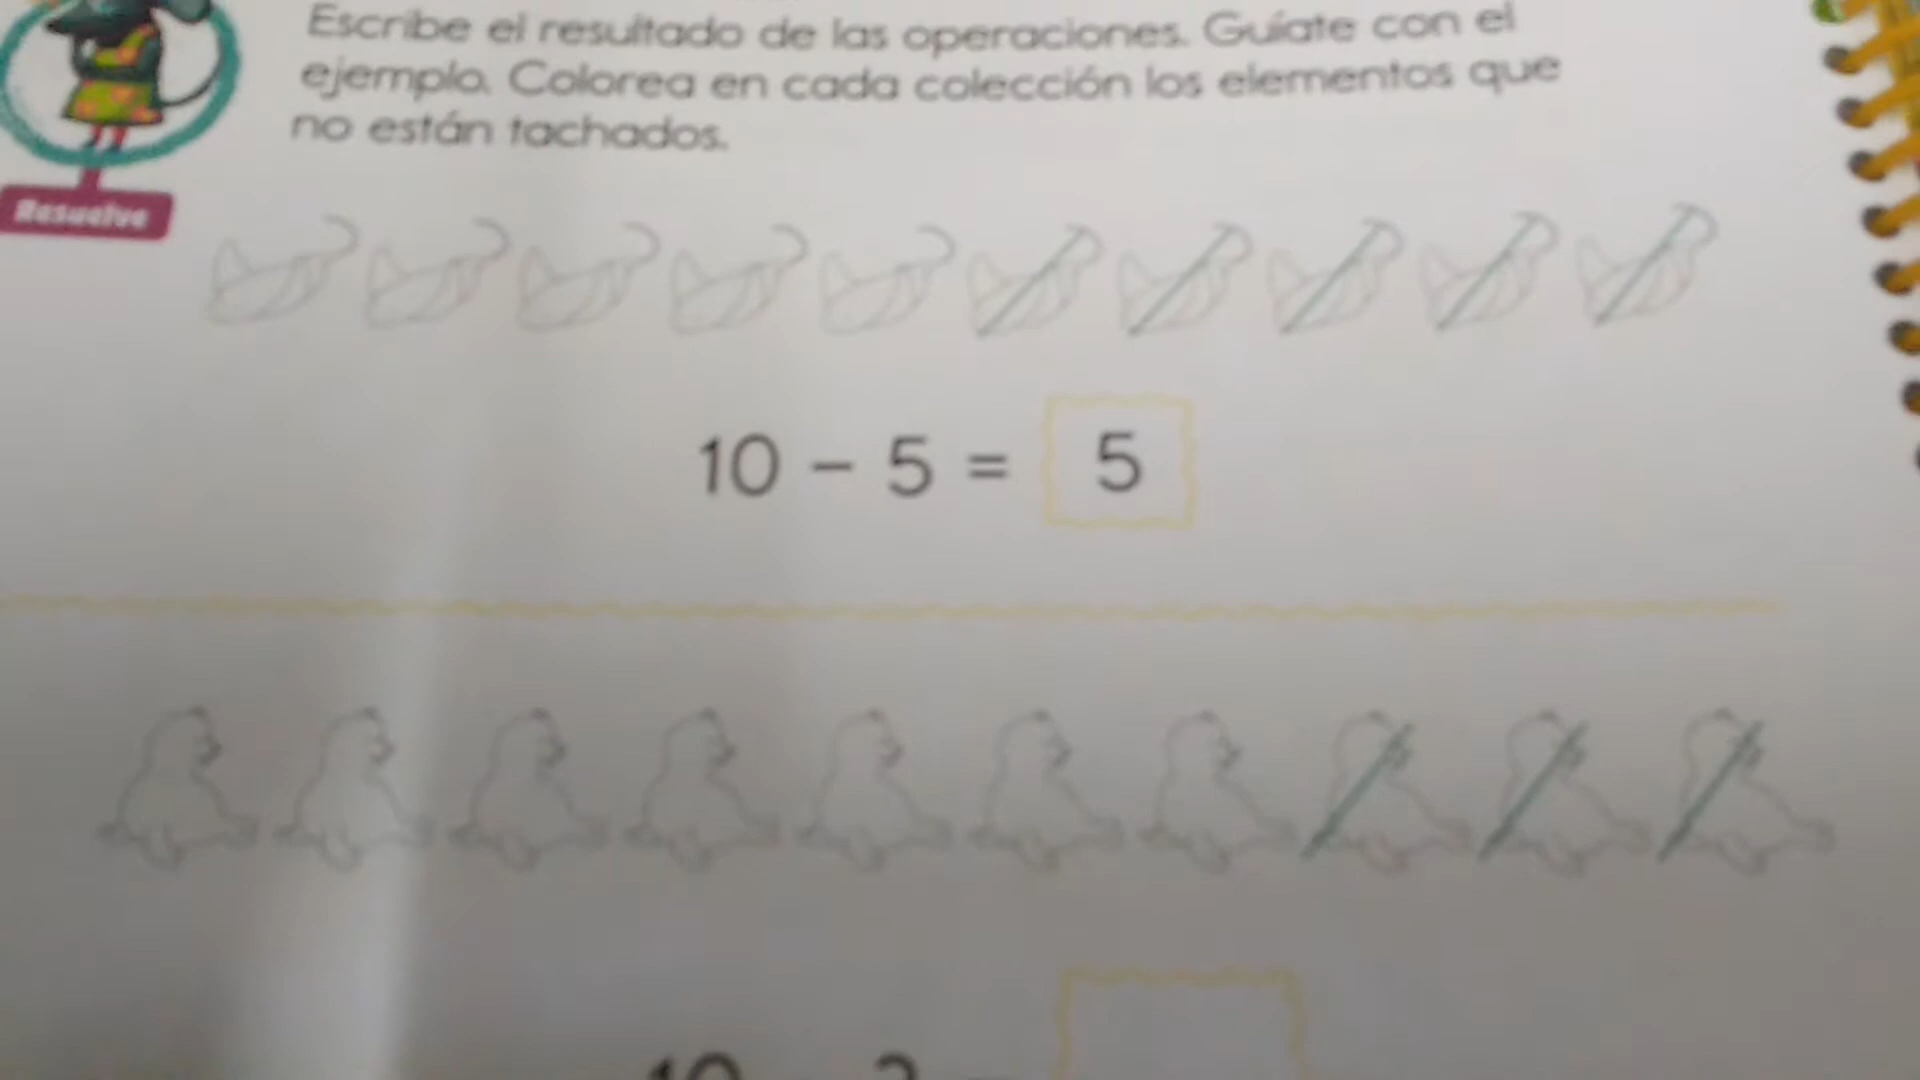 Escribe el resultado de las operaciones. Guíate con el
ejemplo. Colorea en cada colección los elementos que
no están tachados.
Resuelve
10 - 5 = 5
10